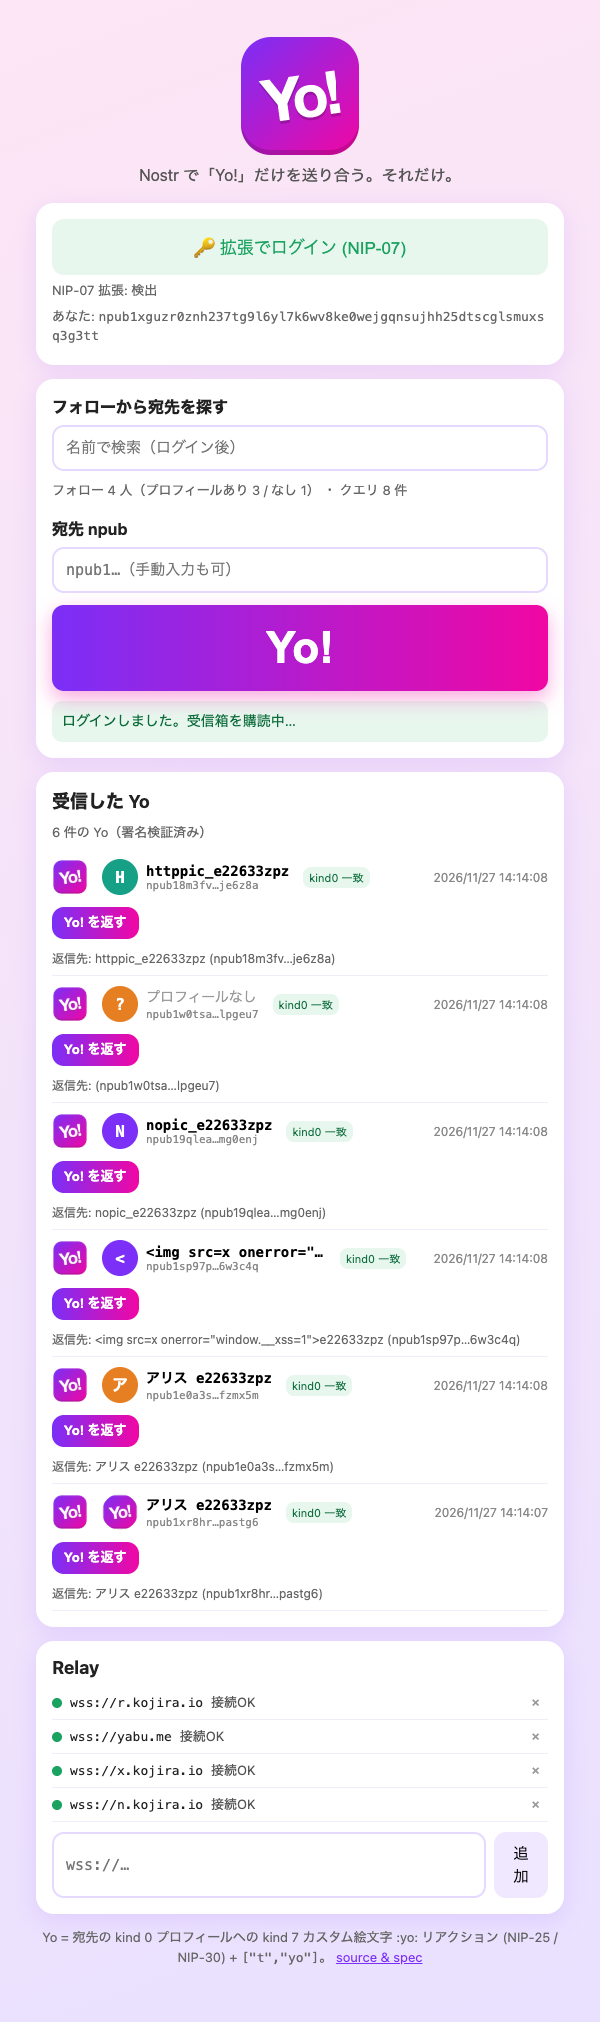 Yo!
Nostr で「Yo!」だけを送り合う。それだけ。
🔑 拡張でログイン (NIP-07)
NIP-07 拡張: 検出
あなた: npub1xguzr0znh237tg9l6yl7k6wv8ke0wejgqnsujhh25dtscglsmuxs
q3g3tt
フォローから宛先を探す
名前で検索（ログイン後）
フォロー 4 人（プロフィールあり 3 / なし 1） ・ クエリ 8 件
宛先 npub
npub1…（手動入力も可）
Yo!
ログインしました。受信箱を購読中…
受信した Yo
6 件の Yo（署名検証済み）
Yo! H httppic_e22633zpz kind0 一致 2026/11/27 14:14:08
npub18m3fv…je6z8a
Yo! を返す
返信先: httppic_e22633zpz (npub18m3fv…je6z8a)
Yo! ? プロフィールなし kind0 一致 2026/11/27 14:14:08
npub1w0tsa…lpgeu7
Yo! を返す
返信先: (npub1w0tsa…lpgeu7)
Yo! N nopic_e22633zpz kind0 一致 2026/11/27 14:14:08
npub19qlea…mg0enj
Yo! を返す
返信先: nopic_e22633zpz (npub19qlea…mg0enj)
Yo! < <img src=x onerror="… kind0 一致 2026/11/27 14:14:08
npub1sp97p…6w3c4q
Yo! を返す
返信先: <img src=x onerror="window.__xss=1">e22633zpz (npub1sp97p…6w3c4q)
Yo! ア アリス e22633zpz kind0 一致 2026/11/27 14:14:08
npub1e0a3s…fzmx5m
Yo! を返す
返信先: アリス e22633zpz (npub1e0a3s…fzmx5m)
Yo! Yo! アリス e22633zpz kind0 一致 2026/11/27 14:14:07
npub1xr8hr…pastg6
Yo! を返す
返信先: アリス e22633zpz (npub1xr8hr…pastg6)
Relay
wss://r.kojira.io 接続OK ×
wss://yabu.me 接続OK ×
wss://x.kojira.io 接続OK ×
wss://n.kojira.io 接続OK ×
wss://…
追
加
Yo = 宛先の kind 0 プロフィールへの kind 7 カスタム絵文字 :yo: リアクション (NIP-25 /
NIP-30) + ["t","yo"]。 source & spec